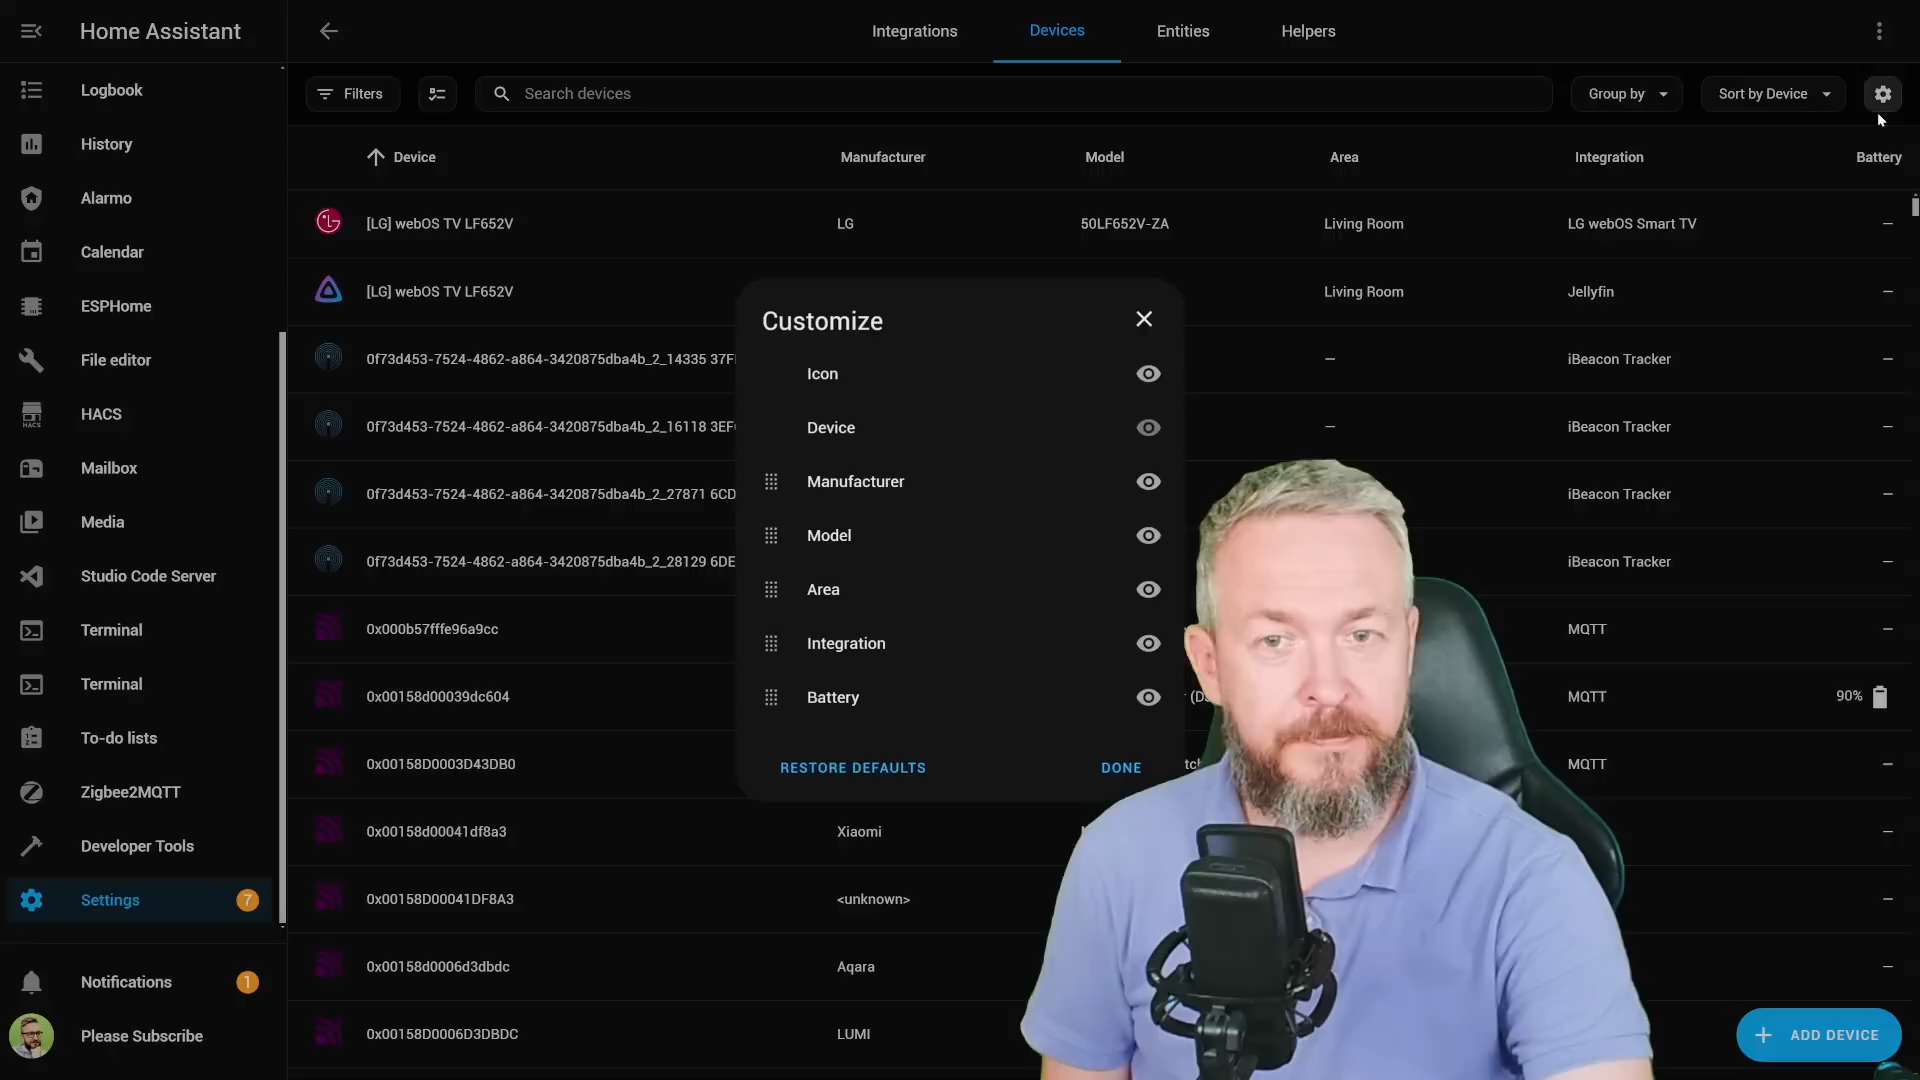 Home Assistant
Integrations
Devices
Entities
Helpers
Logbook
History
Alarmo
Calendar
ESPHome
File editor
HACS
Mailbox
Media
Studio Code Server
Terminal
Terminal
To-do lists
Zigbee2MQTT
Developer Tools
Settings 7
Notifications 1
Please Subscribe
Filters
Search devices
Group by
Sort by Device
Device Manufacturer Model Area Integration Battery
[LG] webOS TV LF652V LG 50LF652V-ZA Living Room LG webOS Smart TV –
[LG] webOS TV LF652V Living Room Jellyfin –
0f73d453-7524-4862-a864-3420875dba4b_2_14335 – iBeacon Tracker –
0f73d453-7524-4862-a864-3420875dba4b_2_16118 – iBeacon Tracker –
0f73d453-7524-4862-a864-3420875dba4b_2_27871 iBeacon Tracker –
0f73d453-7524-4862-a864-3420875dba4b_2_28129 iBeacon Tracker –
0x000b57fffe96a9cc MQTT –
0x00158d00039dc604 MQTT 90%
0x00158D0003D43DB0 MQTT –
0x00158d00041df8a3 Xiaomi –
0x00158D00041DF8A3 <unknown> –
0x00158d0006d3dbdc Aqara –
0x00158D0006D3DBDC LUMI
Customize
Icon
Device
Manufacturer
Model
Area
Integration
Battery
RESTORE DEFAULTS
DONE
ADD DEVICE